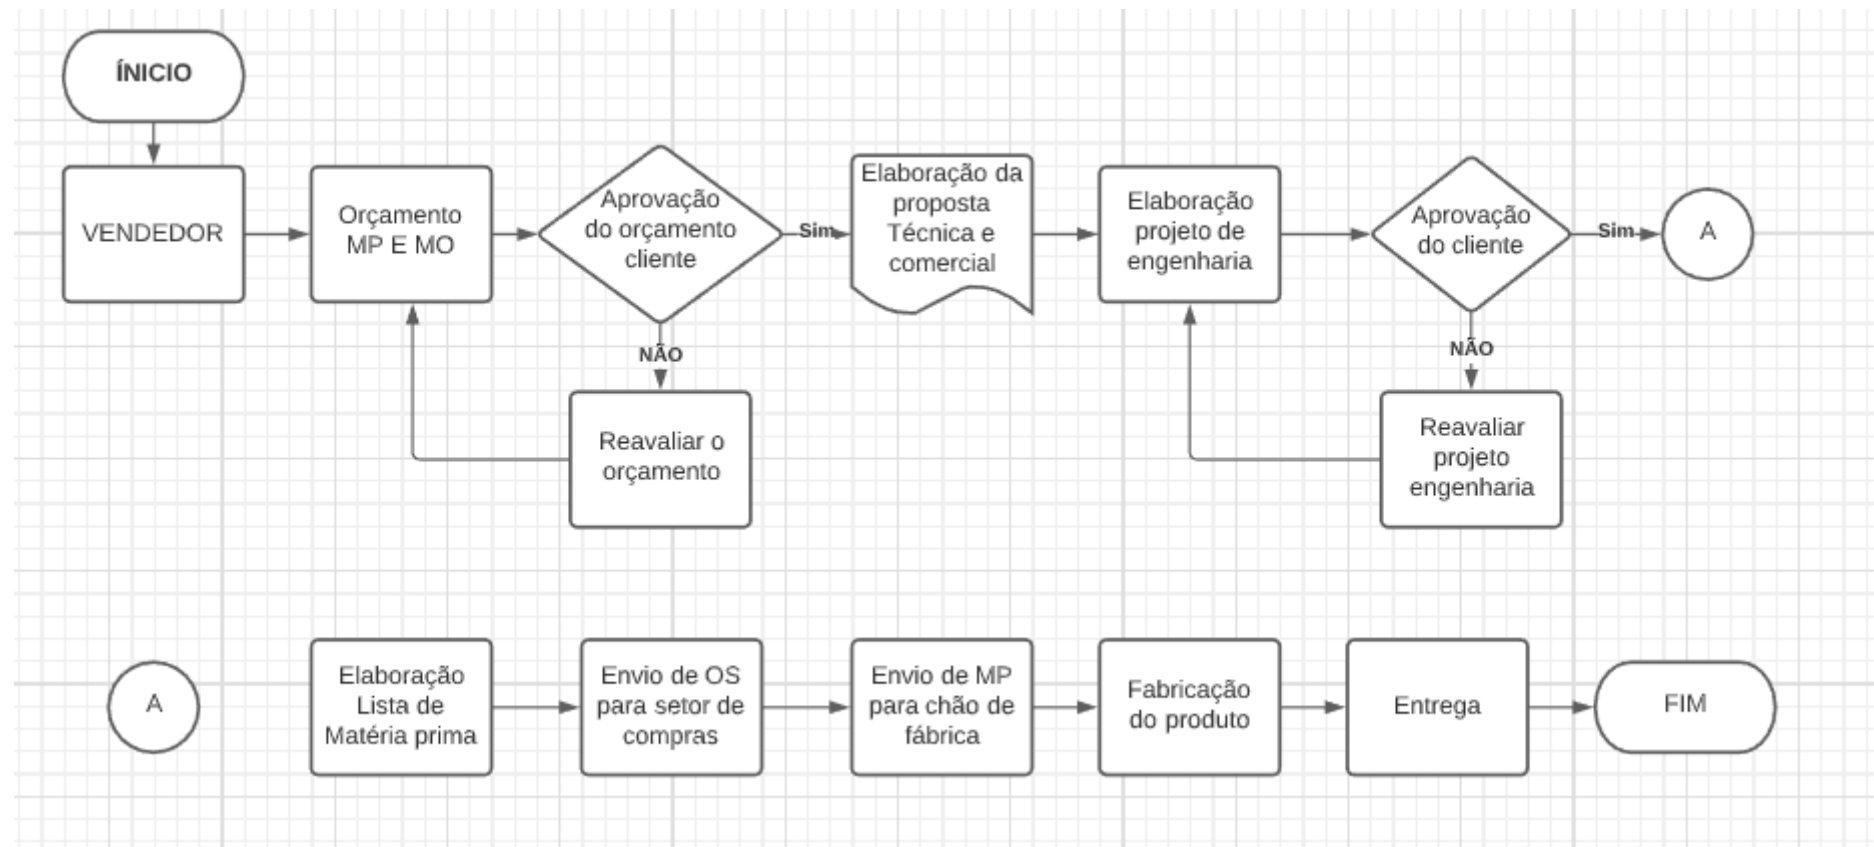 ÍNICIO
VENDEDOR
Orçamento
MP E MO
Aprovação
do orçamento
cliente
Sim
NÃO
Reavaliar o
orçamento
Elaboração da
proposta
Técnica e
comercial
Elaboração
projeto de
engenharia
Aprovação
do cliente
Sim
NÃO
Reavaliar
projeto
engenharia
A
A
Elaboração
Lista de
Matéria prima
Envio de OS
para setor de
compras
Envio de MP
para chão de
fábrica
Fabricação
do produto
Entrega
FIM